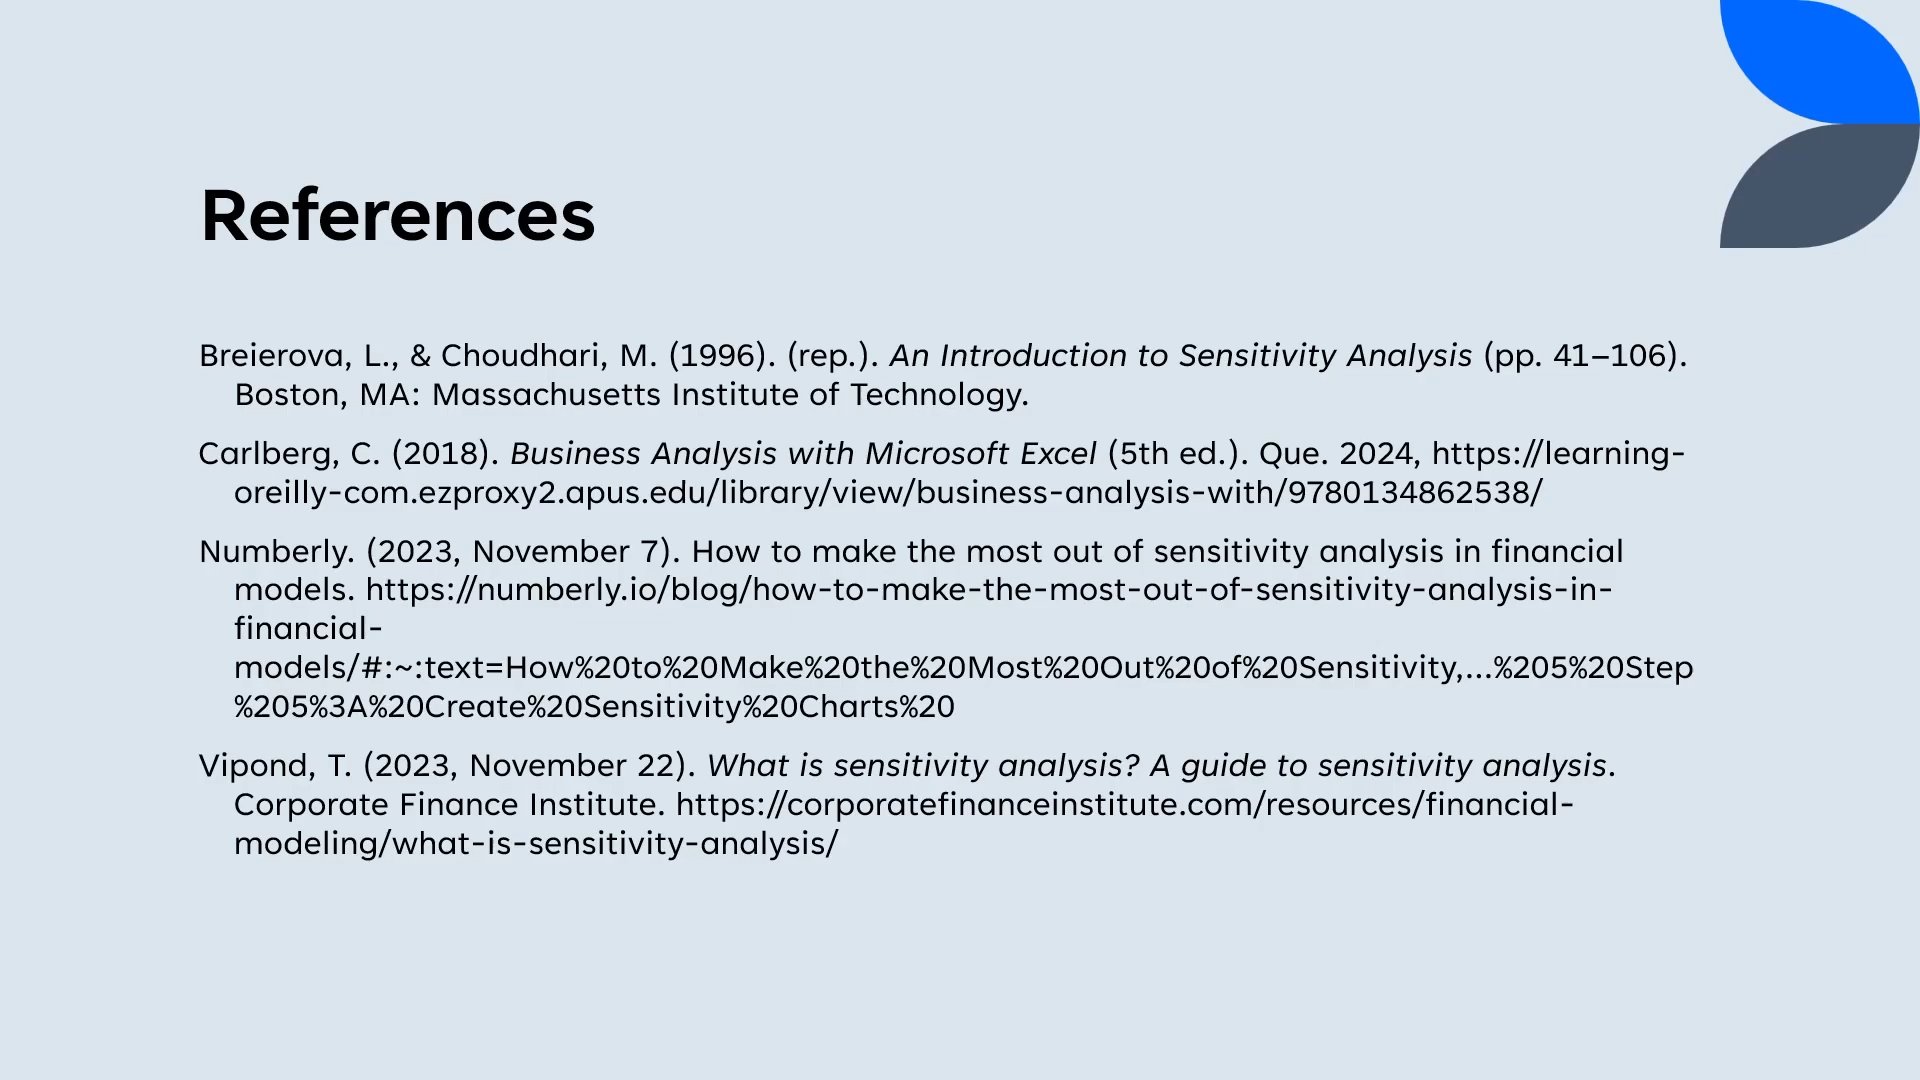 References
Breierova, L., & Choudhari, M. (1996). (rep.). An Introduction to Sensitivity Analysis (pp. 41–106).
Boston, MA: Massachusetts Institute of Technology.
Carlberg, C. (2018). Business Analysis with Microsoft Excel (5th ed.). Que. 2024, https://learning-
oreilly-com.ezproxy2.apus.edu/library/view/business-analysis-with/9780134862538/
Numberly. (2023, November 7). How to make the most out of sensitivity analysis in financial
models. https://numberly.io/blog/how-to-make-the-most-out-of-sensitivity-analysis-in-
financial-
models/#:~:text=How%20to%20Make%20the%20Most%20Out%20of%20Sensitivity,...%205%20Step
%205%3A%20Create%20Sensitivity%20Charts%20
Vipond, T. (2023, November 22). What is sensitivity analysis? A guide to sensitivity analysis.
Corporate Finance Institute. https://corporatefinanceinstitute.com/resources/financial-
modeling/what-is-sensitivity-analysis/